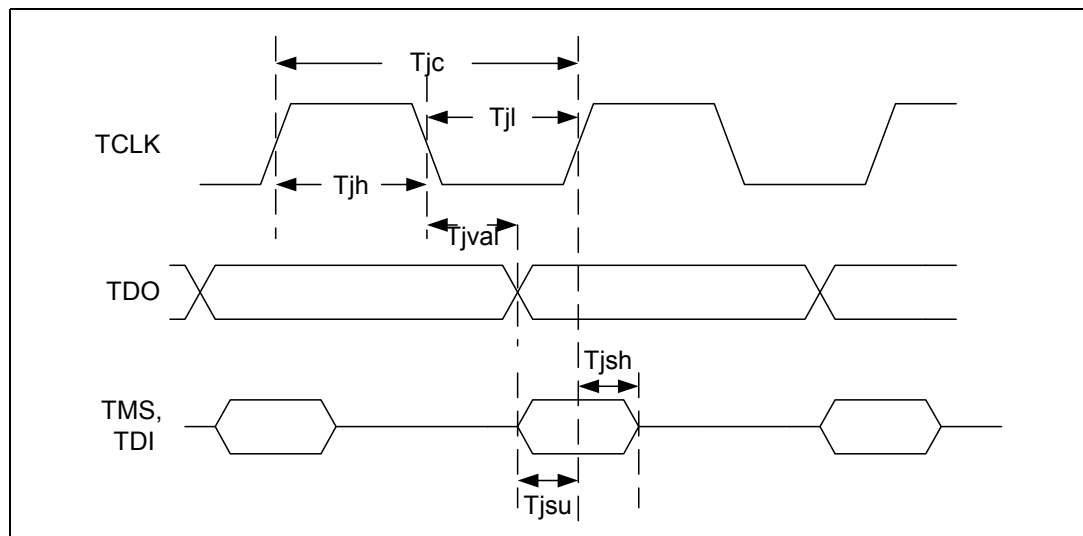 Tjc
Tjl
TCLK
Tjh
Tjval
TDO
Tjsh
TMS,
TDI
Tjsu